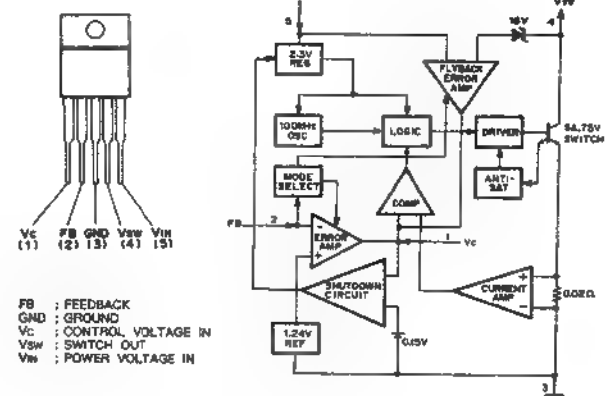 Vc FB GND Vsw VIN
(1) (2) (3) (4) (5)
FB ; FEEDBACK
GND ; GROUND
Vc ; CONTROL VOLTAGE IN
Vsw ; SWITCH OUT
VIN ; POWER VOLTAGE IN
5
16V
4
Vsw
2.3V
REG
FLYBACK
ERROR
AMP
100KHz
OSC
LOGIC
DRIVER
5A,75V
SWITCH
MODE
SELECT
ANTI-
SAT
COMP
FB
2
ERROR
AMP
1
Vc
SHUTDOWN
CIRCUIT
CURRENT
AMP
0.02Ω
1.24V
REF
0.15V
3